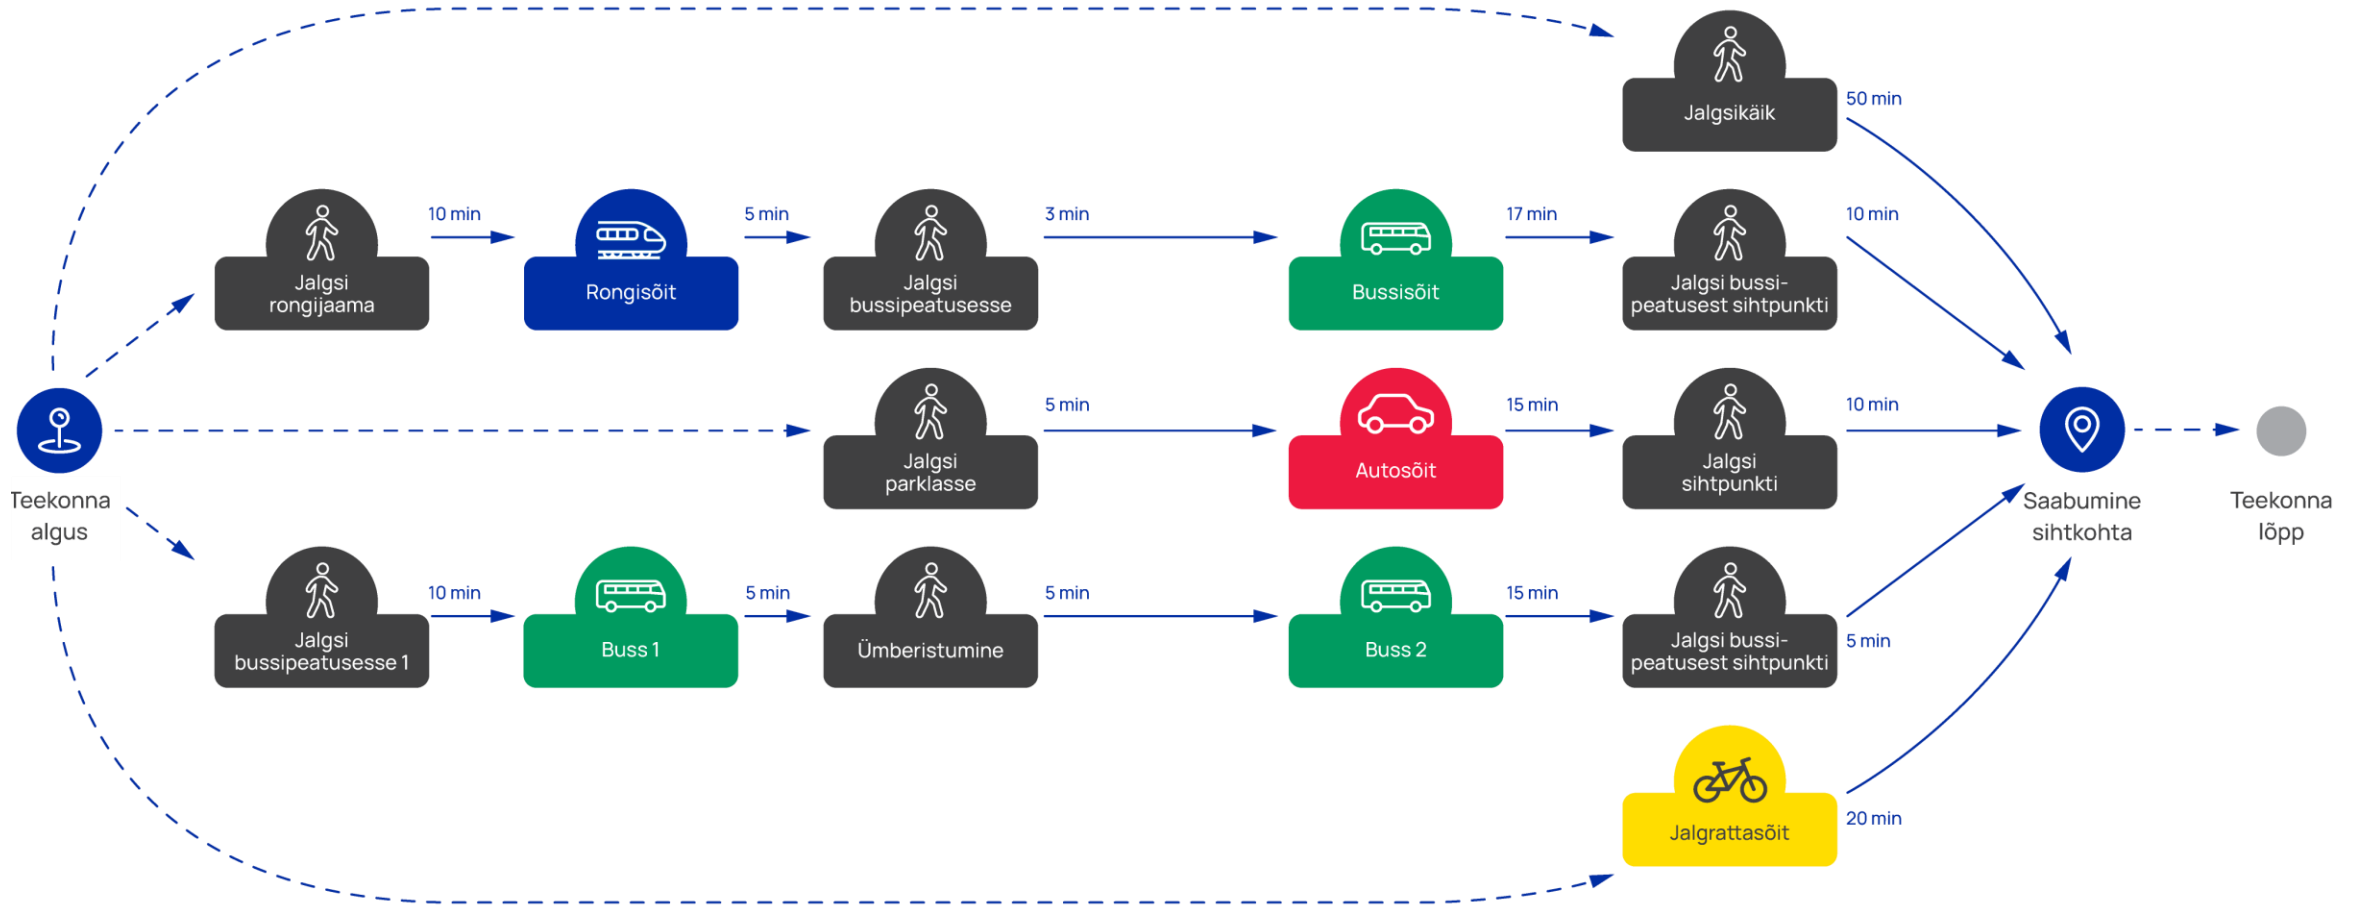 Jalgsikäik
50 min
Jalgsi
rongijaama
10 min
Rongisõit
5 min
Jalgsi
bussipeatusesse
3 min
Bussisõit
17 min
Jalgsi bussi-
peatusest sihtpunkti
10 min
Teekonna
algus
Jalgsi
parklasse
5 min
Autosõit
15 min
Jalgsi
sihtpunkti
10 min
Saabumine
sihtkohta
Teekonna
lõpp
Jalgsi
bussipeatusesse 1
10 min
Buss 1
5 min
Ümberistumine
5 min
Buss 2
15 min
Jalgsi bussi-
peatusest sihtpunkti
5 min
Jalgrattasõit
20 min